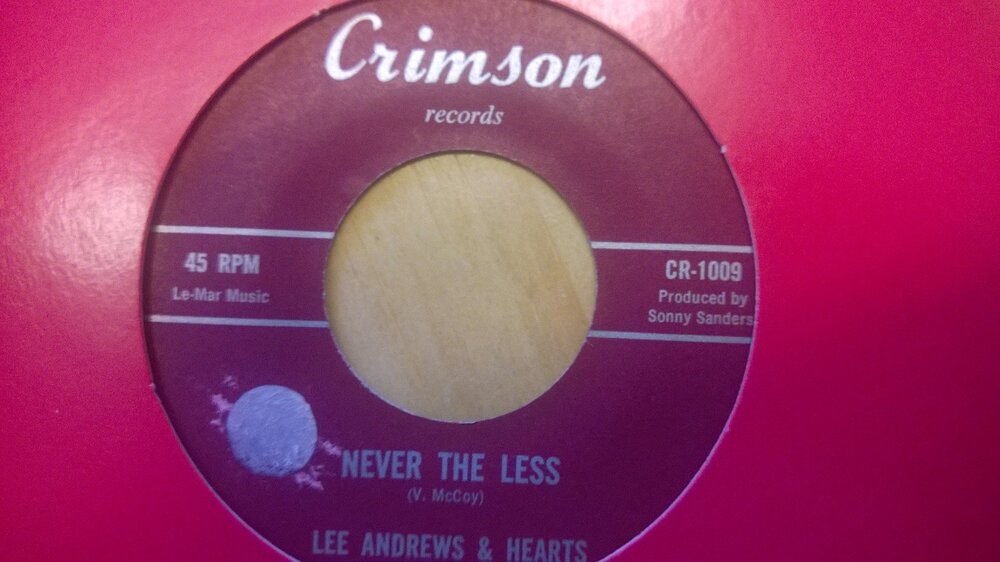 Crimson
records
45 RPM
Le-Mar Music
CR-1009
Produced by
Sonny Sanders
NEVER THE LESS
(V. McCoy)
LEE ANDREWS & HEARTS